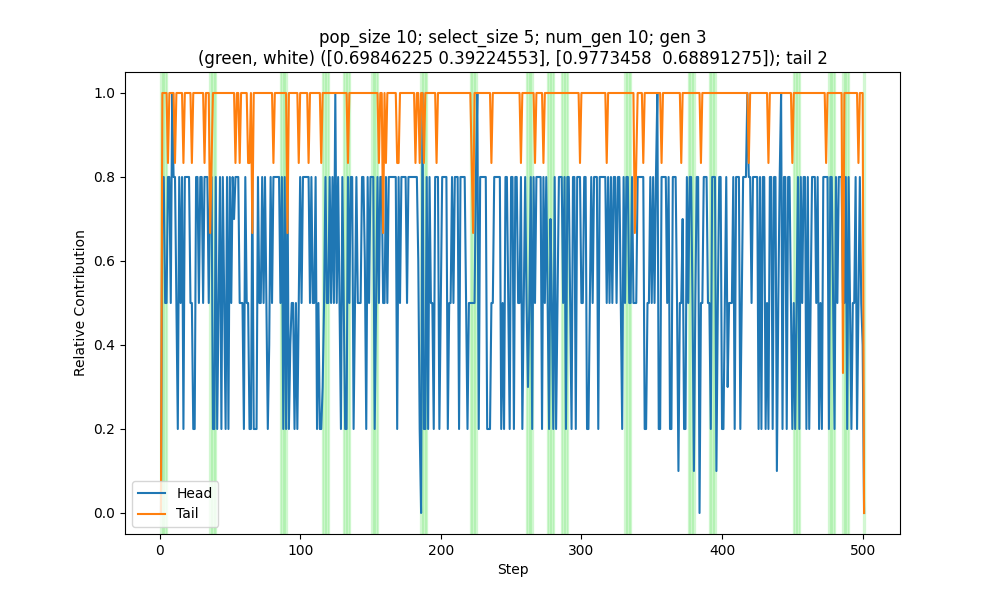 pop_size 10; select_size 5; num_gen 10; gen 3
(green, white) ([0.69846225 0.39224553], [0.9773458  0.68891275]); tail 2
1.0
0.8
0.6
0.4
0.2
0.0
Relative Contribution
Head
Tail
0
100
200
300
400
500
Step